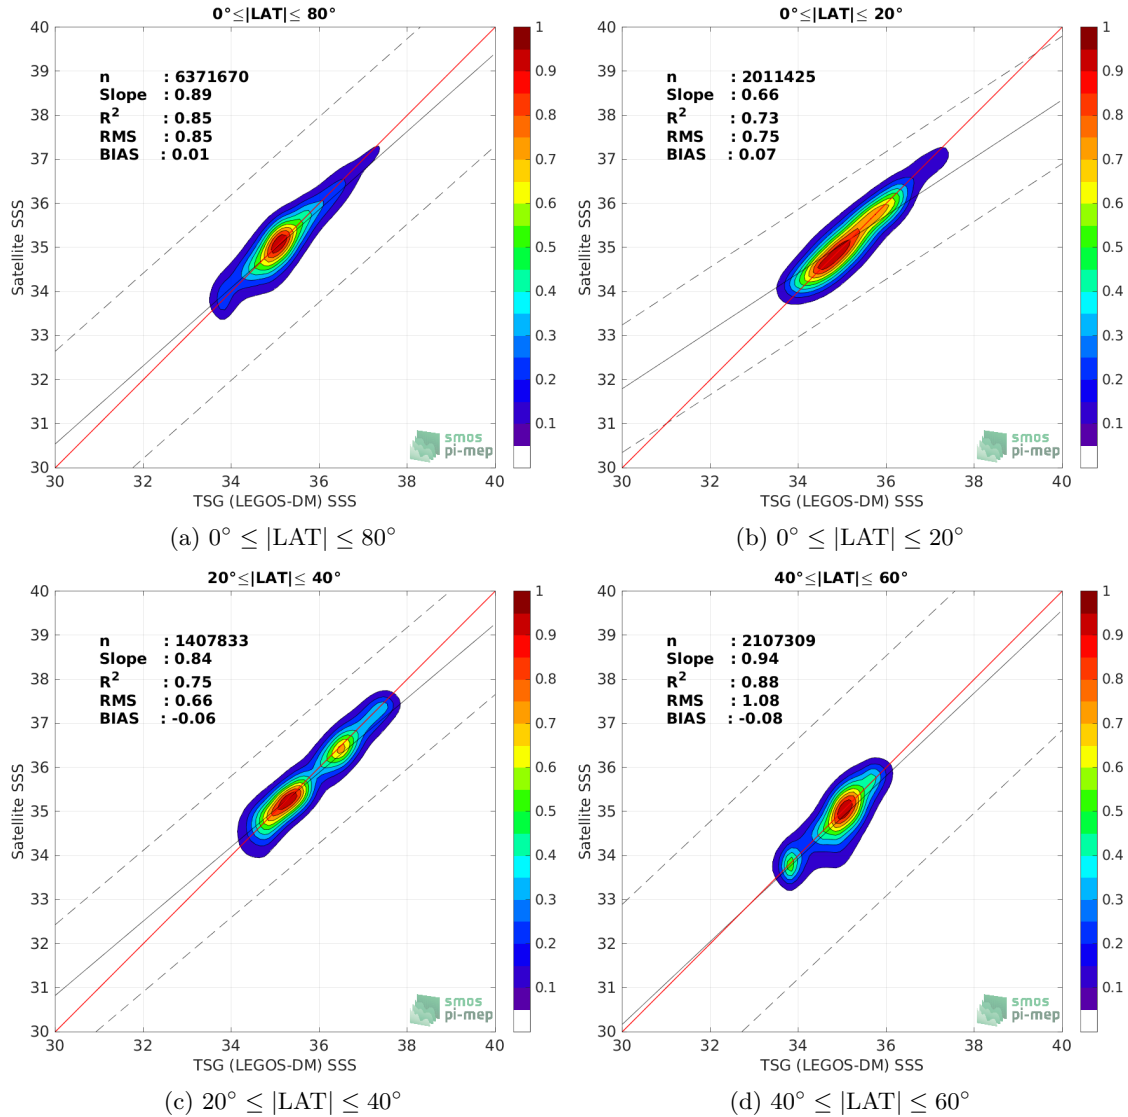 0°≤|LAT|≤ 80°
n : 6371670
Slope : 0.89
R² : 0.85
RMS : 0.85
BIAS : 0.01
40
39
38
37
36
35
34
33
32
31
30
30
32
34
36
38
40
Satellite SSS
TSG (LEGOS-DM) SSS
1
0.9
0.8
0.7
0.6
0.5
0.4
0.3
0.2
0.1
smos
pi-mep
(a) 0° ≤ |LAT| ≤ 80°
0°≤|LAT|≤ 20°
n : 2011425
Slope : 0.66
R² : 0.73
RMS : 0.75
BIAS : 0.07
40
39
38
37
36
35
34
33
32
31
30
30
32
34
36
38
40
Satellite SSS
TSG (LEGOS-DM) SSS
1
0.9
0.8
0.7
0.6
0.5
0.4
0.3
0.2
0.1
smos
pi-mep
(b) 0° ≤ |LAT| ≤ 20°
20°≤|LAT|≤ 40°
n : 1407833
Slope : 0.84
R² : 0.75
RMS : 0.66
BIAS : -0.06
40
39
38
37
36
35
34
33
32
31
30
30
32
34
36
38
40
Satellite SSS
TSG (LEGOS-DM) SSS
1
0.9
0.8
0.7
0.6
0.5
0.4
0.3
0.2
0.1
smos
pi-mep
(c) 20° ≤ |LAT| ≤ 40°
40°≤|LAT|≤ 60°
n : 2107309
Slope : 0.94
R² : 0.88
RMS : 1.08
BIAS : -0.08
40
39
38
37
36
35
34
33
32
31
30
30
32
34
36
38
40
Satellite SSS
TSG (LEGOS-DM) SSS
1
0.9
0.8
0.7
0.6
0.5
0.4
0.3
0.2
0.1
smos
pi-mep
(d) 40° ≤ |LAT| ≤ 60°